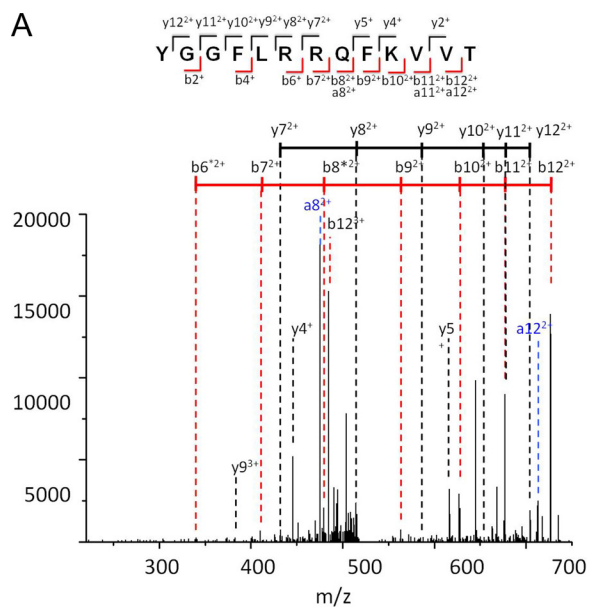 A
y12²⁺ y11²⁺ y10²⁺ y9²⁺ y8²⁺ y7²⁺ y5⁺ y4⁺ y2⁺
Y G G F L R R Q F K V V T
b2⁺ b4⁺ b6⁺ b7²⁺ b8²⁺ b9²⁺ b10²⁺ b11²⁺ b12²⁺
a8²⁺ a11²⁺ a12²⁺
y7²⁺ y8²⁺ y9²⁺ y10²⁺ y11²⁺ y12²⁺
b6*²⁺ b7²⁺ b8*²⁺ b9²⁺ b10²⁺ b11²⁺ b12²⁺
a8²⁺
b12³⁺
y4⁺ y5
⁺
a12²⁺
y9³⁺
20000
15000
10000
5000
300 400 500 600 700
m/z